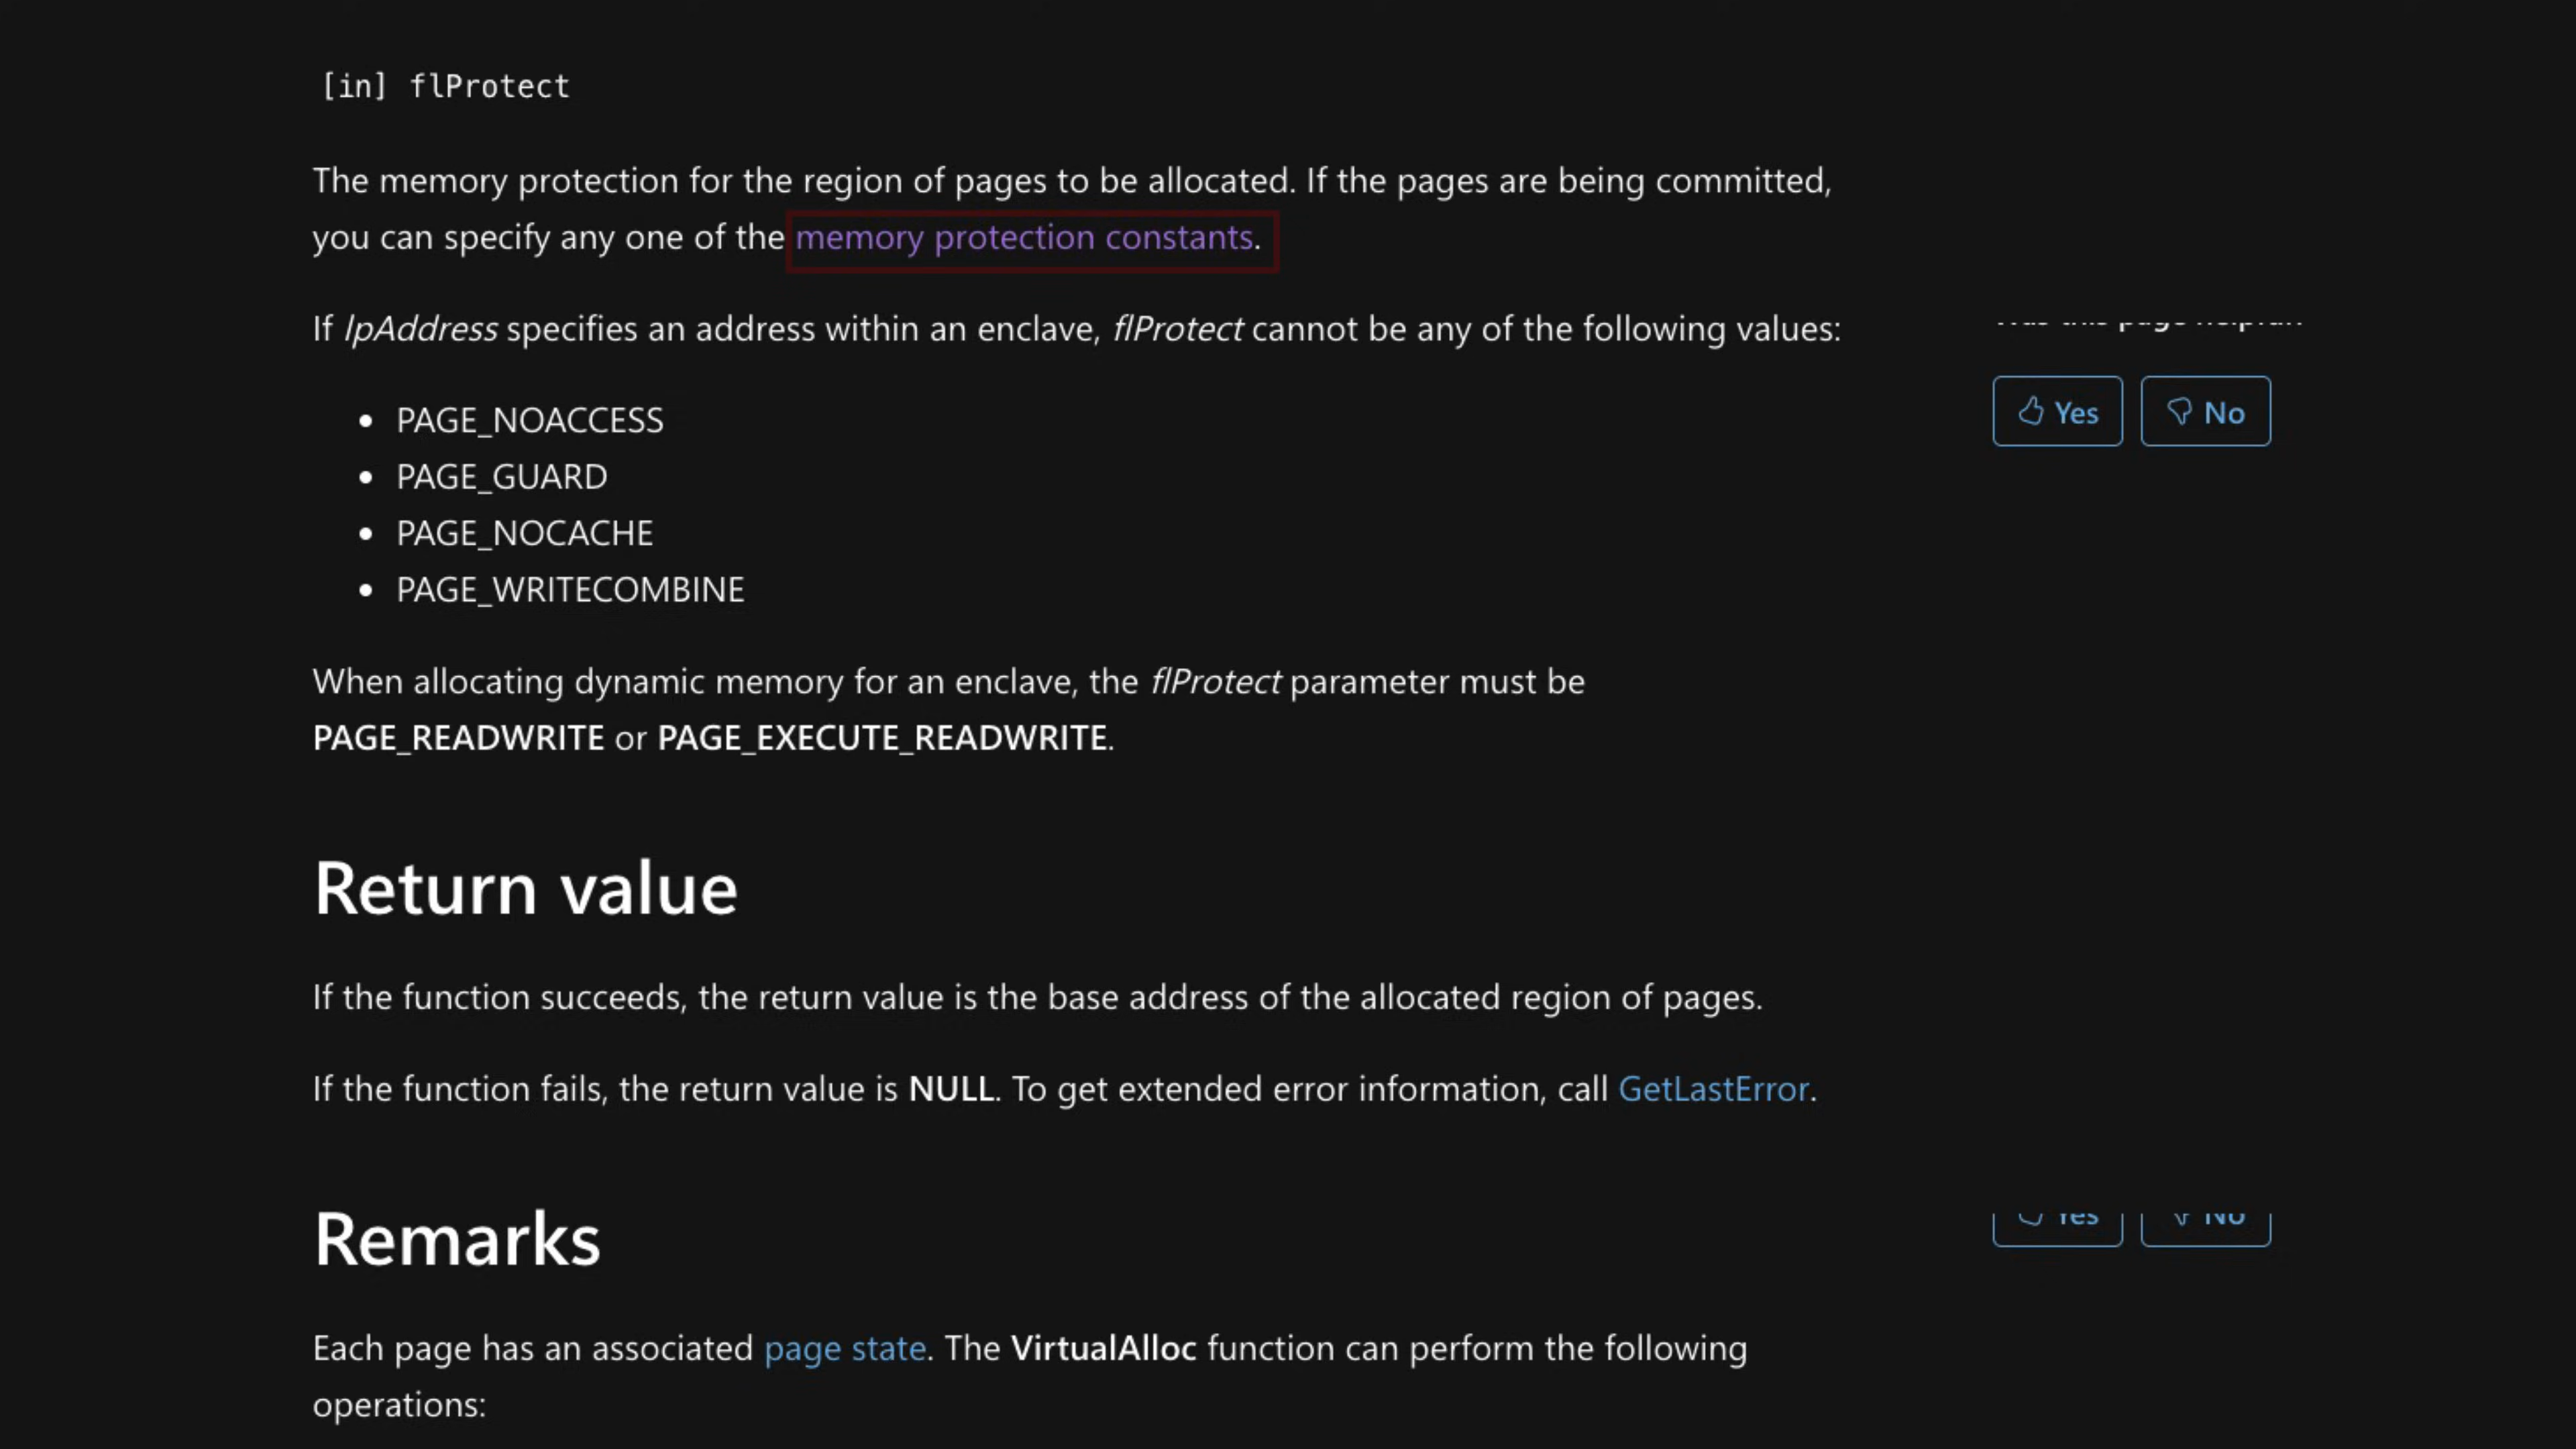 [in] flProtect
The memory protection for the region of pages to be allocated. If the pages are being committed,
you can specify any one of the memory protection constants.
If lpAddress specifies an address within an enclave, flProtect cannot be any of the following values:
• PAGE_NOACCESS
• PAGE_GUARD
• PAGE_NOCACHE
• PAGE_WRITECOMBINE
Yes No
When allocating dynamic memory for an enclave, the flProtect parameter must be
PAGE_READWRITE or PAGE_EXECUTE_READWRITE.
Return value
If the function succeeds, the return value is the base address of the allocated region of pages.
If the function fails, the return value is NULL. To get extended error information, call GetLastError.
Remarks
Yes No
Each page has an associated page state. The VirtualAlloc function can perform the following
operations: